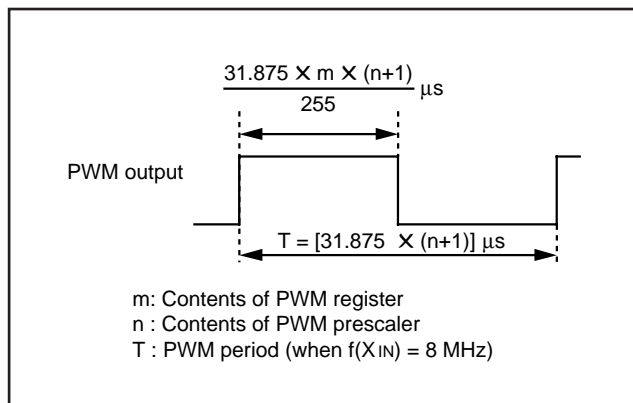 31.875 × m × (n+1)
255
μs
PWM output
T = [31.875 × (n+1)] μs
m: Contents of PWM register
n : Contents of PWM prescaler
T : PWM period (when f(XIN) = 8 MHz)